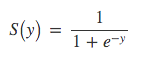 S(y) = 1 / (1 + e^{-y})